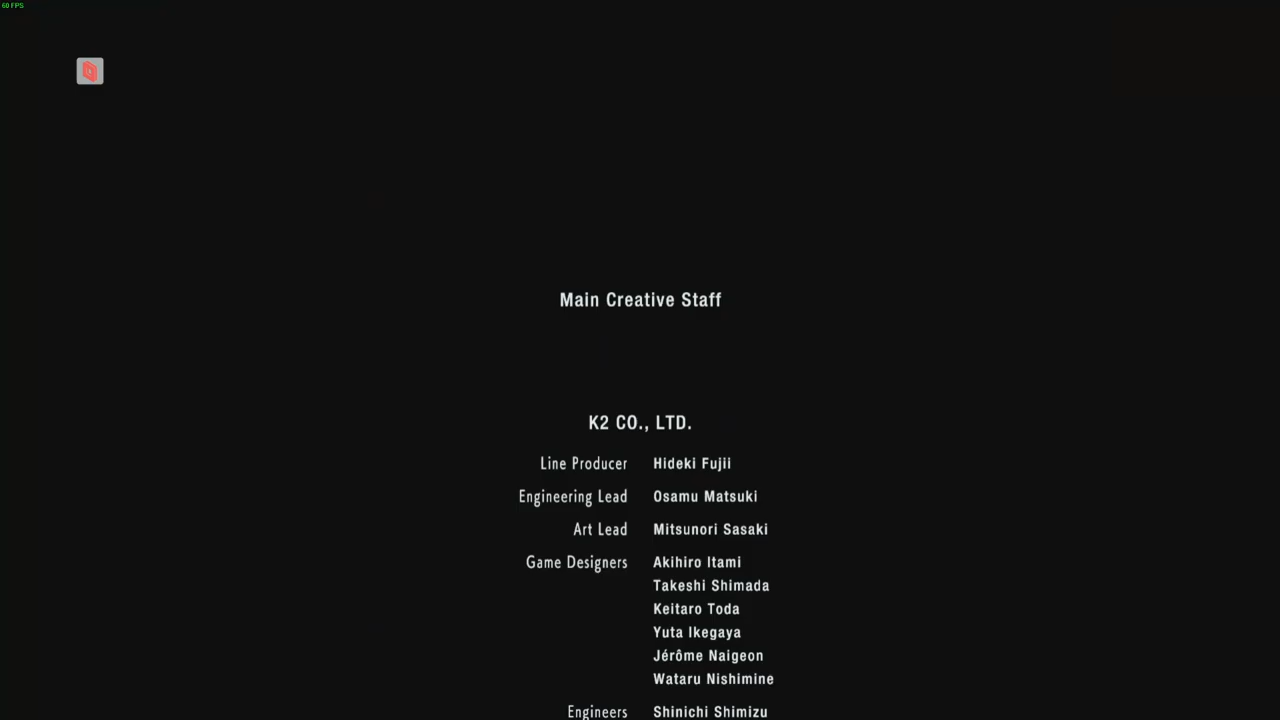 60 FPS
Main Creative Staff
K2 CO., LTD.
Line Producer Hideki Fujii
Engineering Lead Osamu Matsuki
Art Lead Mitsunori Sasaki
Game Designers Akihiro Itami
Takeshi Shimada
Keitaro Toda
Yuta Ikegaya
Jérôme Naigeon
Wataru Nishimine
Engineers Shinichi Shimizu